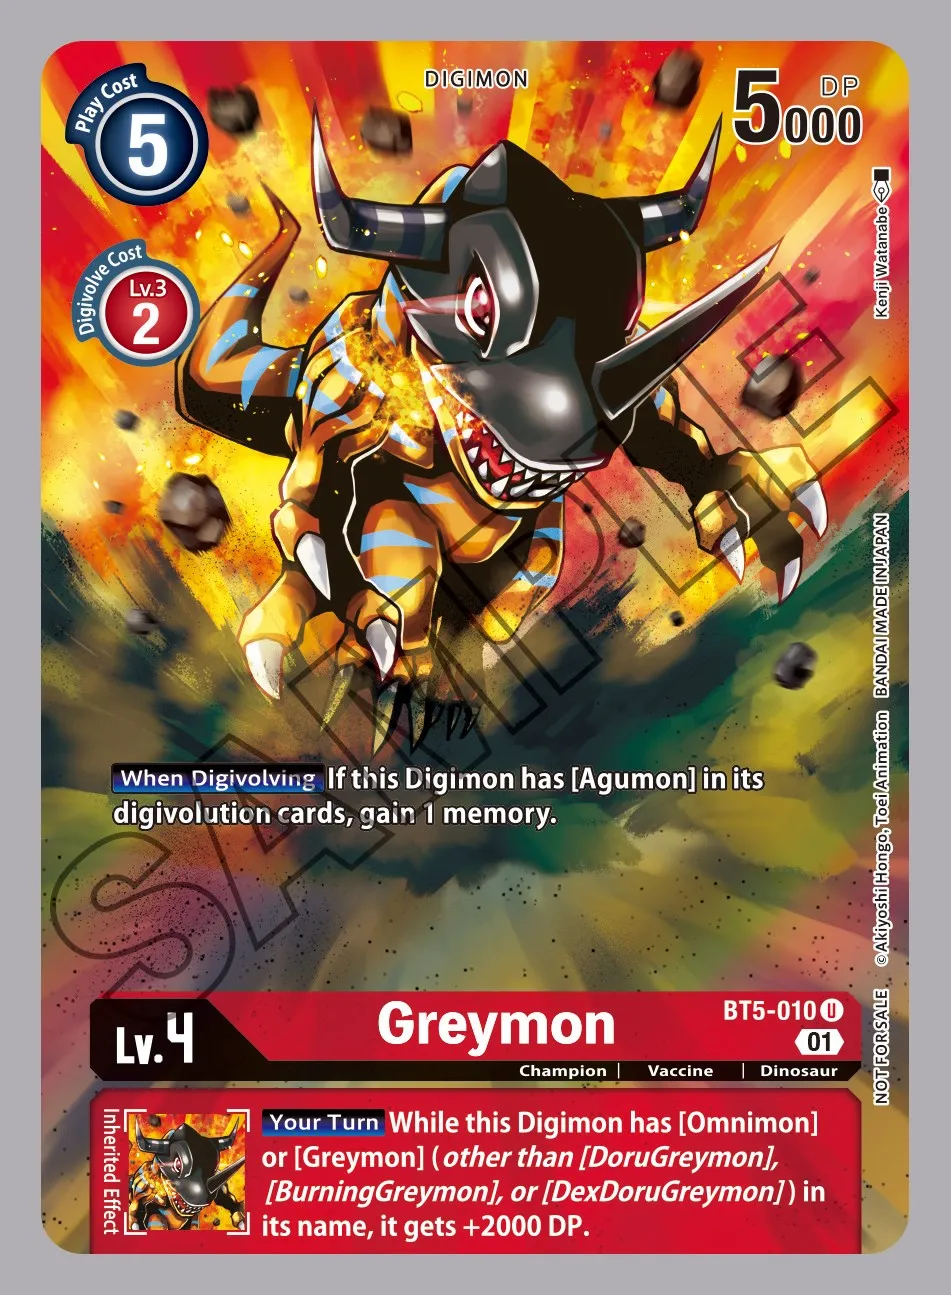 DIGIMON
Play Cost
5
DP
5000
Digivolve Cost
Lv.3
2
Kenji Watanabe
SAMPLE
When Digivolving If this Digimon has [Agumon] in its
digivolution cards, gain 1 memory.
©Akiyoshi Hongo, Toei Animation BANDAI MADE IN JAPAN
NOT FOR SALE
Lv.4
Greymon
BT5-010 U
01
Champion | Vaccine | Dinosaur
Inherited Effect
Your Turn While this Digimon has [Omnimon]
or [Greymon] (other than [DoruGreymon],
[BurningGreymon], or [DexDoruGreymon]) in
its name, it gets +2000 DP.